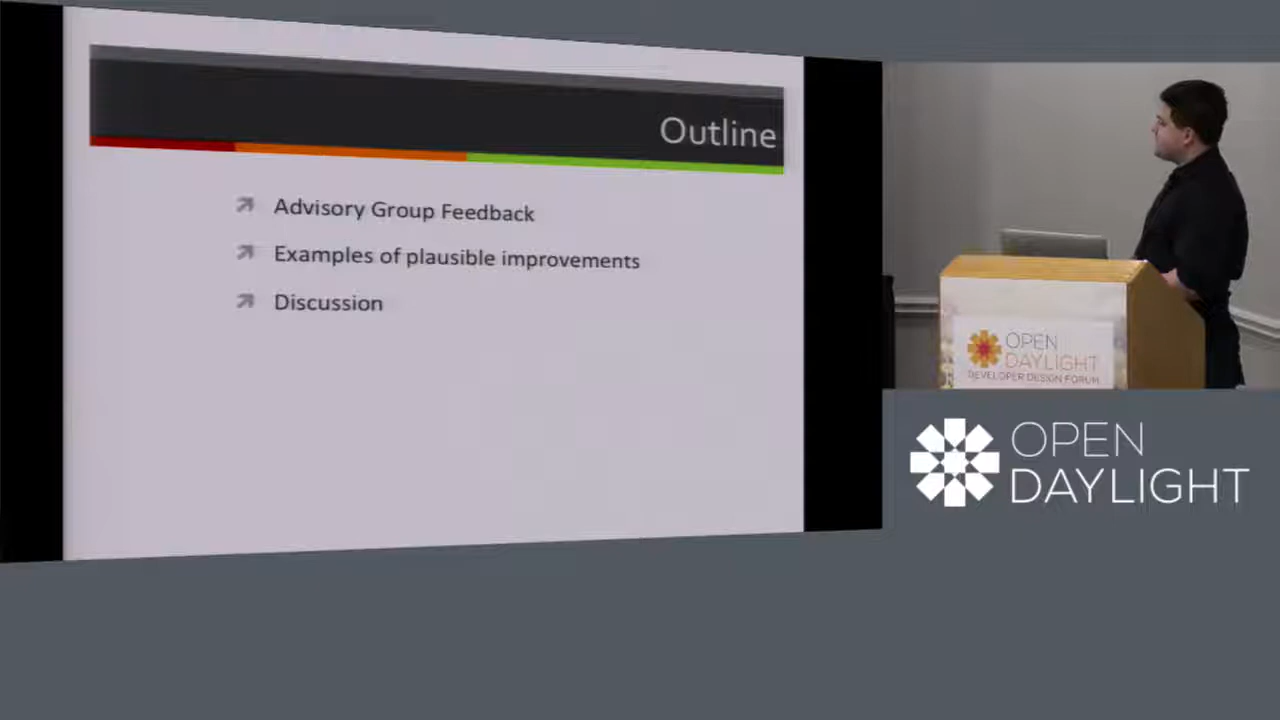 Outline
Advisory Group Feedback
Examples of plausible improvements
Discussion
OPEN
DAYLIGHT
DEVELOPER DESIGN FORUM
OPEN
DAYLIGHT